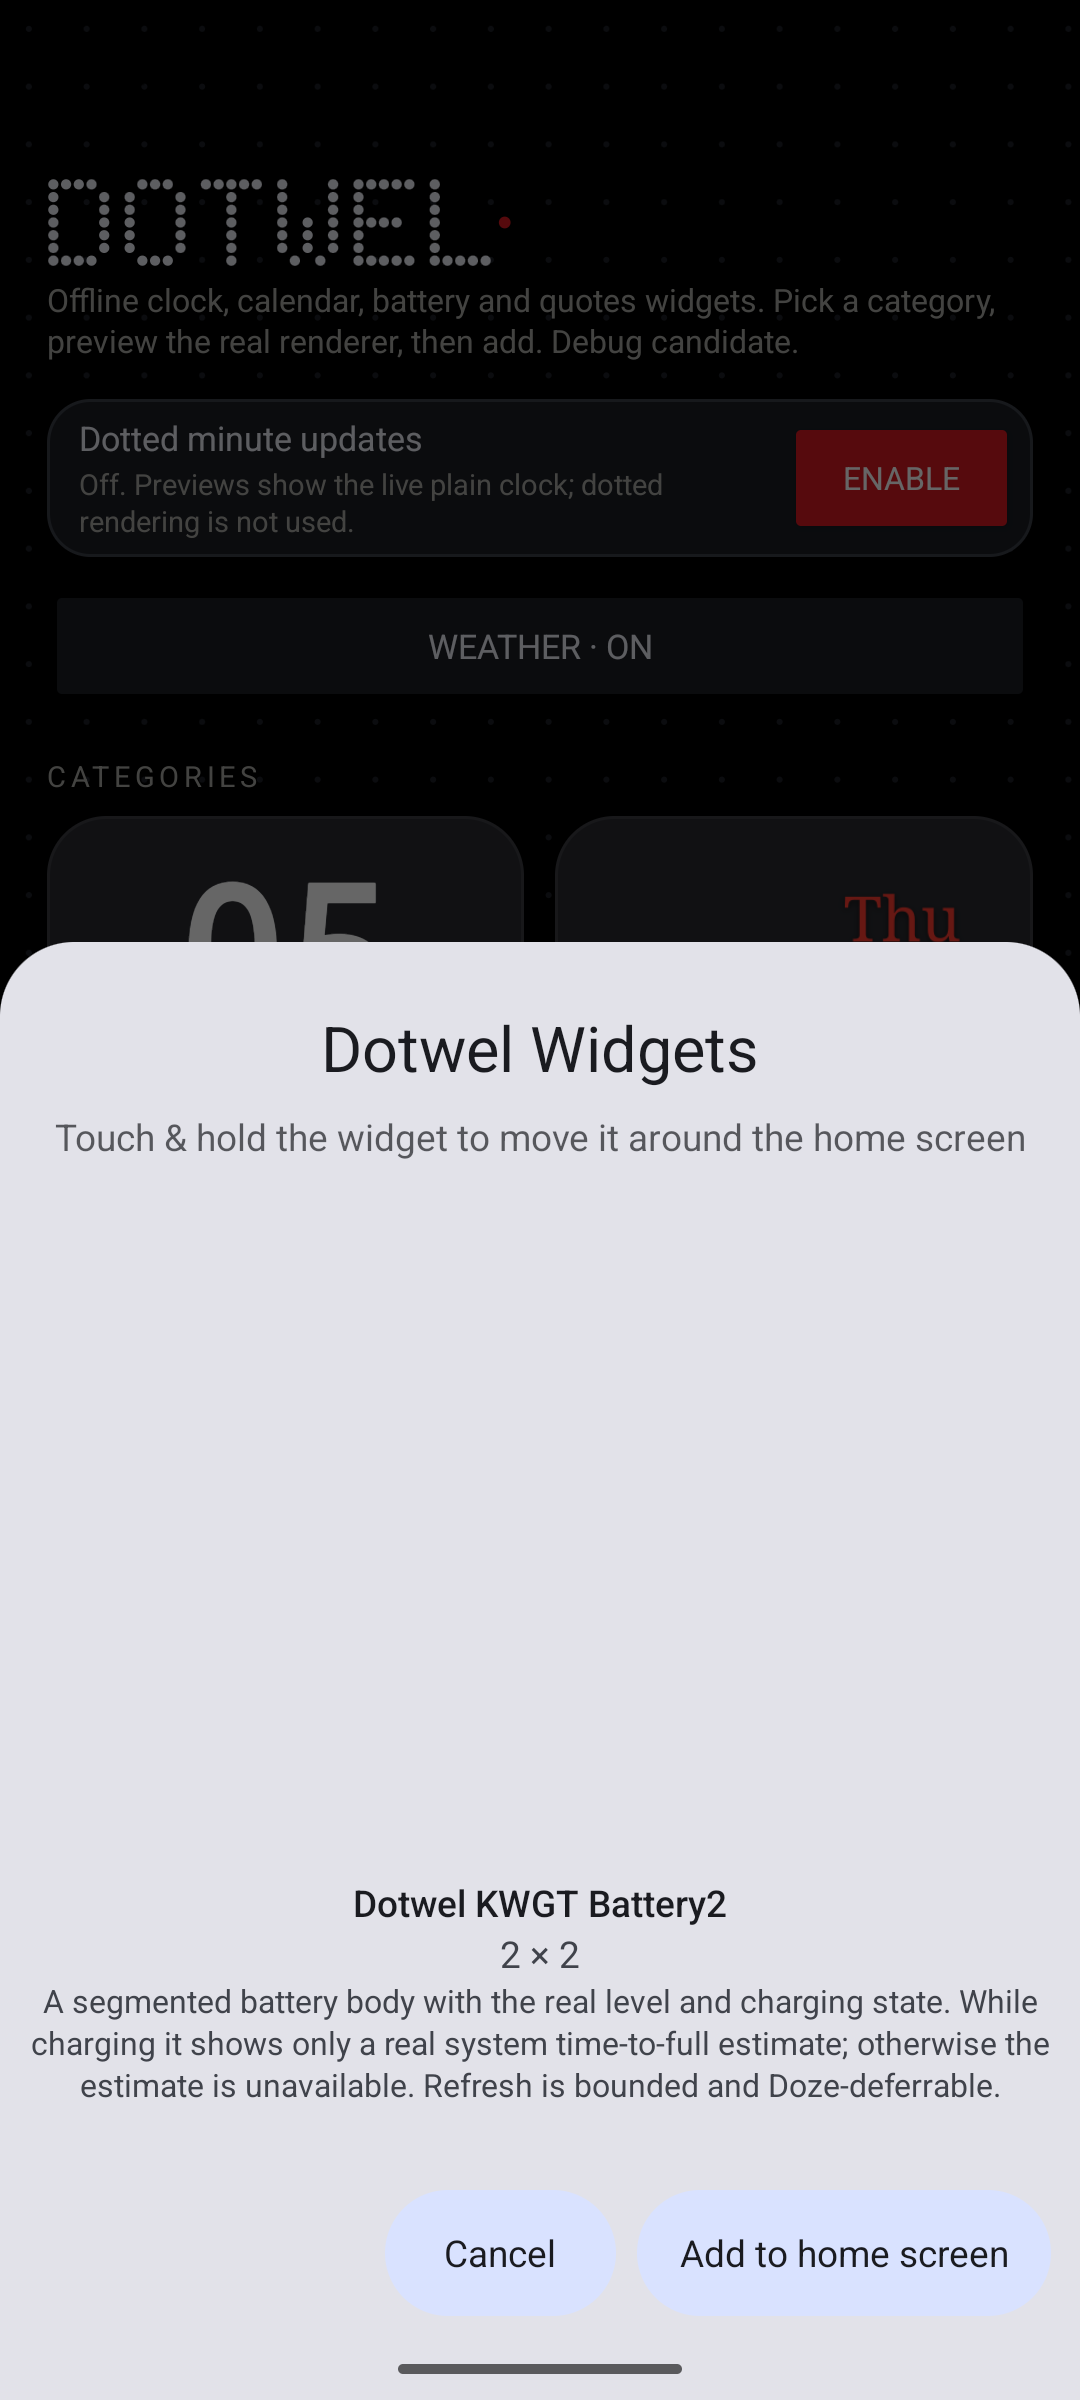 DOTWEL
Offline clock, calendar, battery and quotes widgets. Pick a category,
preview the real renderer, then add. Debug candidate.
Dotted minute updates
Off. Previews show the live plain clock; dotted
rendering is not used.
ENABLE
WEATHER · ON
CATEGORIES
05
Thu
Dotwel Widgets
Touch & hold the widget to move it around the home screen
Dotwel KWGT Battery2
2 × 2
A segmented battery body with the real level and charging state. While
charging it shows only a real system time-to-full estimate; otherwise the
estimate is unavailable. Refresh is bounded and Doze-deferrable.
Cancel
Add to home screen